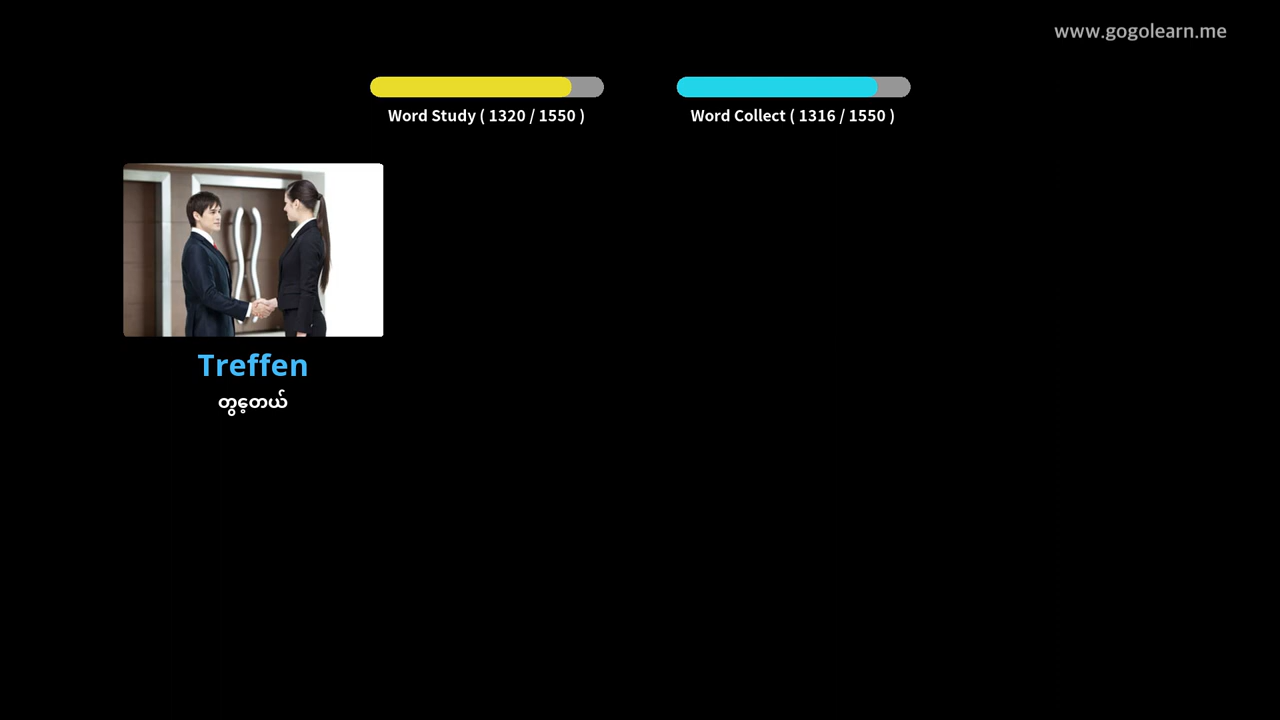 www.gogolearn.me
Word Study ( 1320 / 1550 )
Word Collect ( 1316 / 1550 )
Treffen
တွေ့တယ်